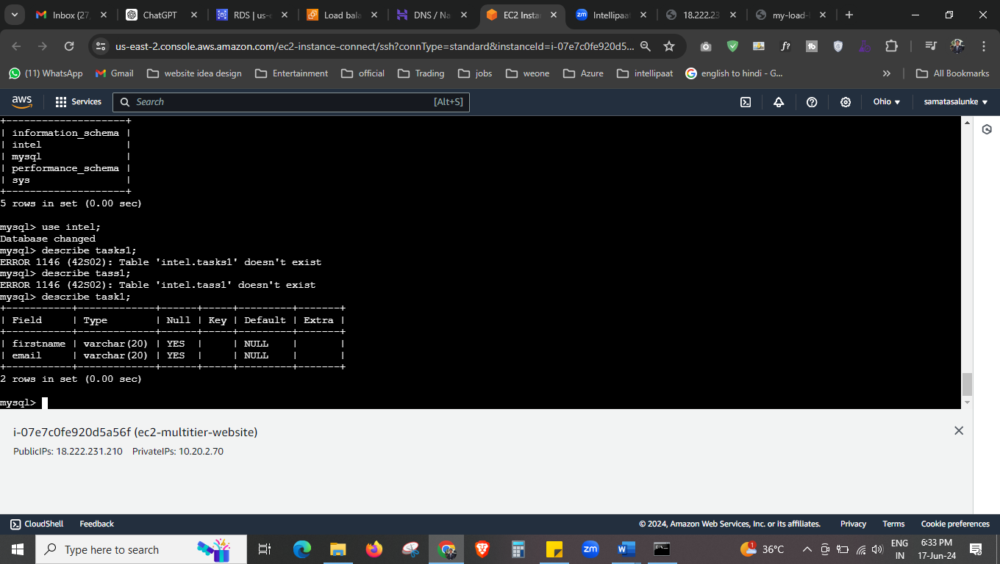 Inbox (27,
ChatGPT
RDS | us-e
Load bala
DNS / Na
EC2 Insta
Intellipaa
18.222.23
my-load-
us-east-2.console.aws.amazon.com/ec2-instance-connect/ssh?connType=standard&instanceId=i-07e7c0fe920d5...
(11) WhatsApp
Gmail
website idea design
Entertainment
official
Trading
jobs
weone
Azure
intellipaat
english to hindi - G...
»
All Bookmarks
aws
Services
Search
[Alt+S]
Ohio
samatasalunke
+--------------------+
| information_schema |
| intel              |
| mysql              |
| performance_schema |
| sys                |
+--------------------+
5 rows in set (0.00 sec)
mysql> use intel;
Database changed
mysql> describe tasks1;
ERROR 1146 (42S02): Table 'intel.tasks1' doesn't exist
mysql> describe tass1;
ERROR 1146 (42S02): Table 'intel.tass1' doesn't exist
mysql> describe task1;
+-----------+-------------+------+-----+---------+-------+
| Field     | Type        | Null | Key | Default | Extra |
+-----------+-------------+------+-----+---------+-------+
| firstname | varchar(20) | YES  |     | NULL    |       |
| email     | varchar(20) | YES  |     | NULL    |       |
+-----------+-------------+------+-----+---------+-------+
2 rows in set (0.00 sec)
mysql>
i-07e7c0fe920d5a56f (ec2-multitier-website)
PublicIPs: 18.222.231.210 PrivateIPs: 10.20.2.70
CloudShell
Feedback
© 2024, Amazon Web Services, Inc. or its affiliates.
Privacy
Terms
Cookie preferences
Type here to search
zm
36°C
ENG
IN
6:33 PM
17-Jun-24